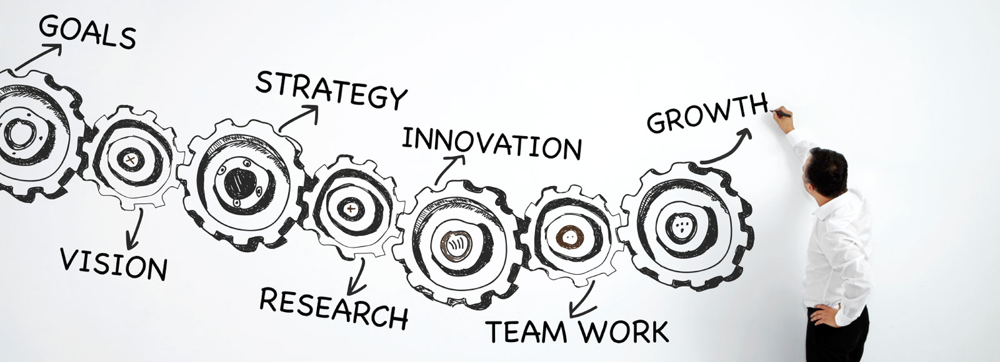 GOALS
VISION
STRATEGY
RESEARCH
INNOVATION
TEAM WORK
GROWTH